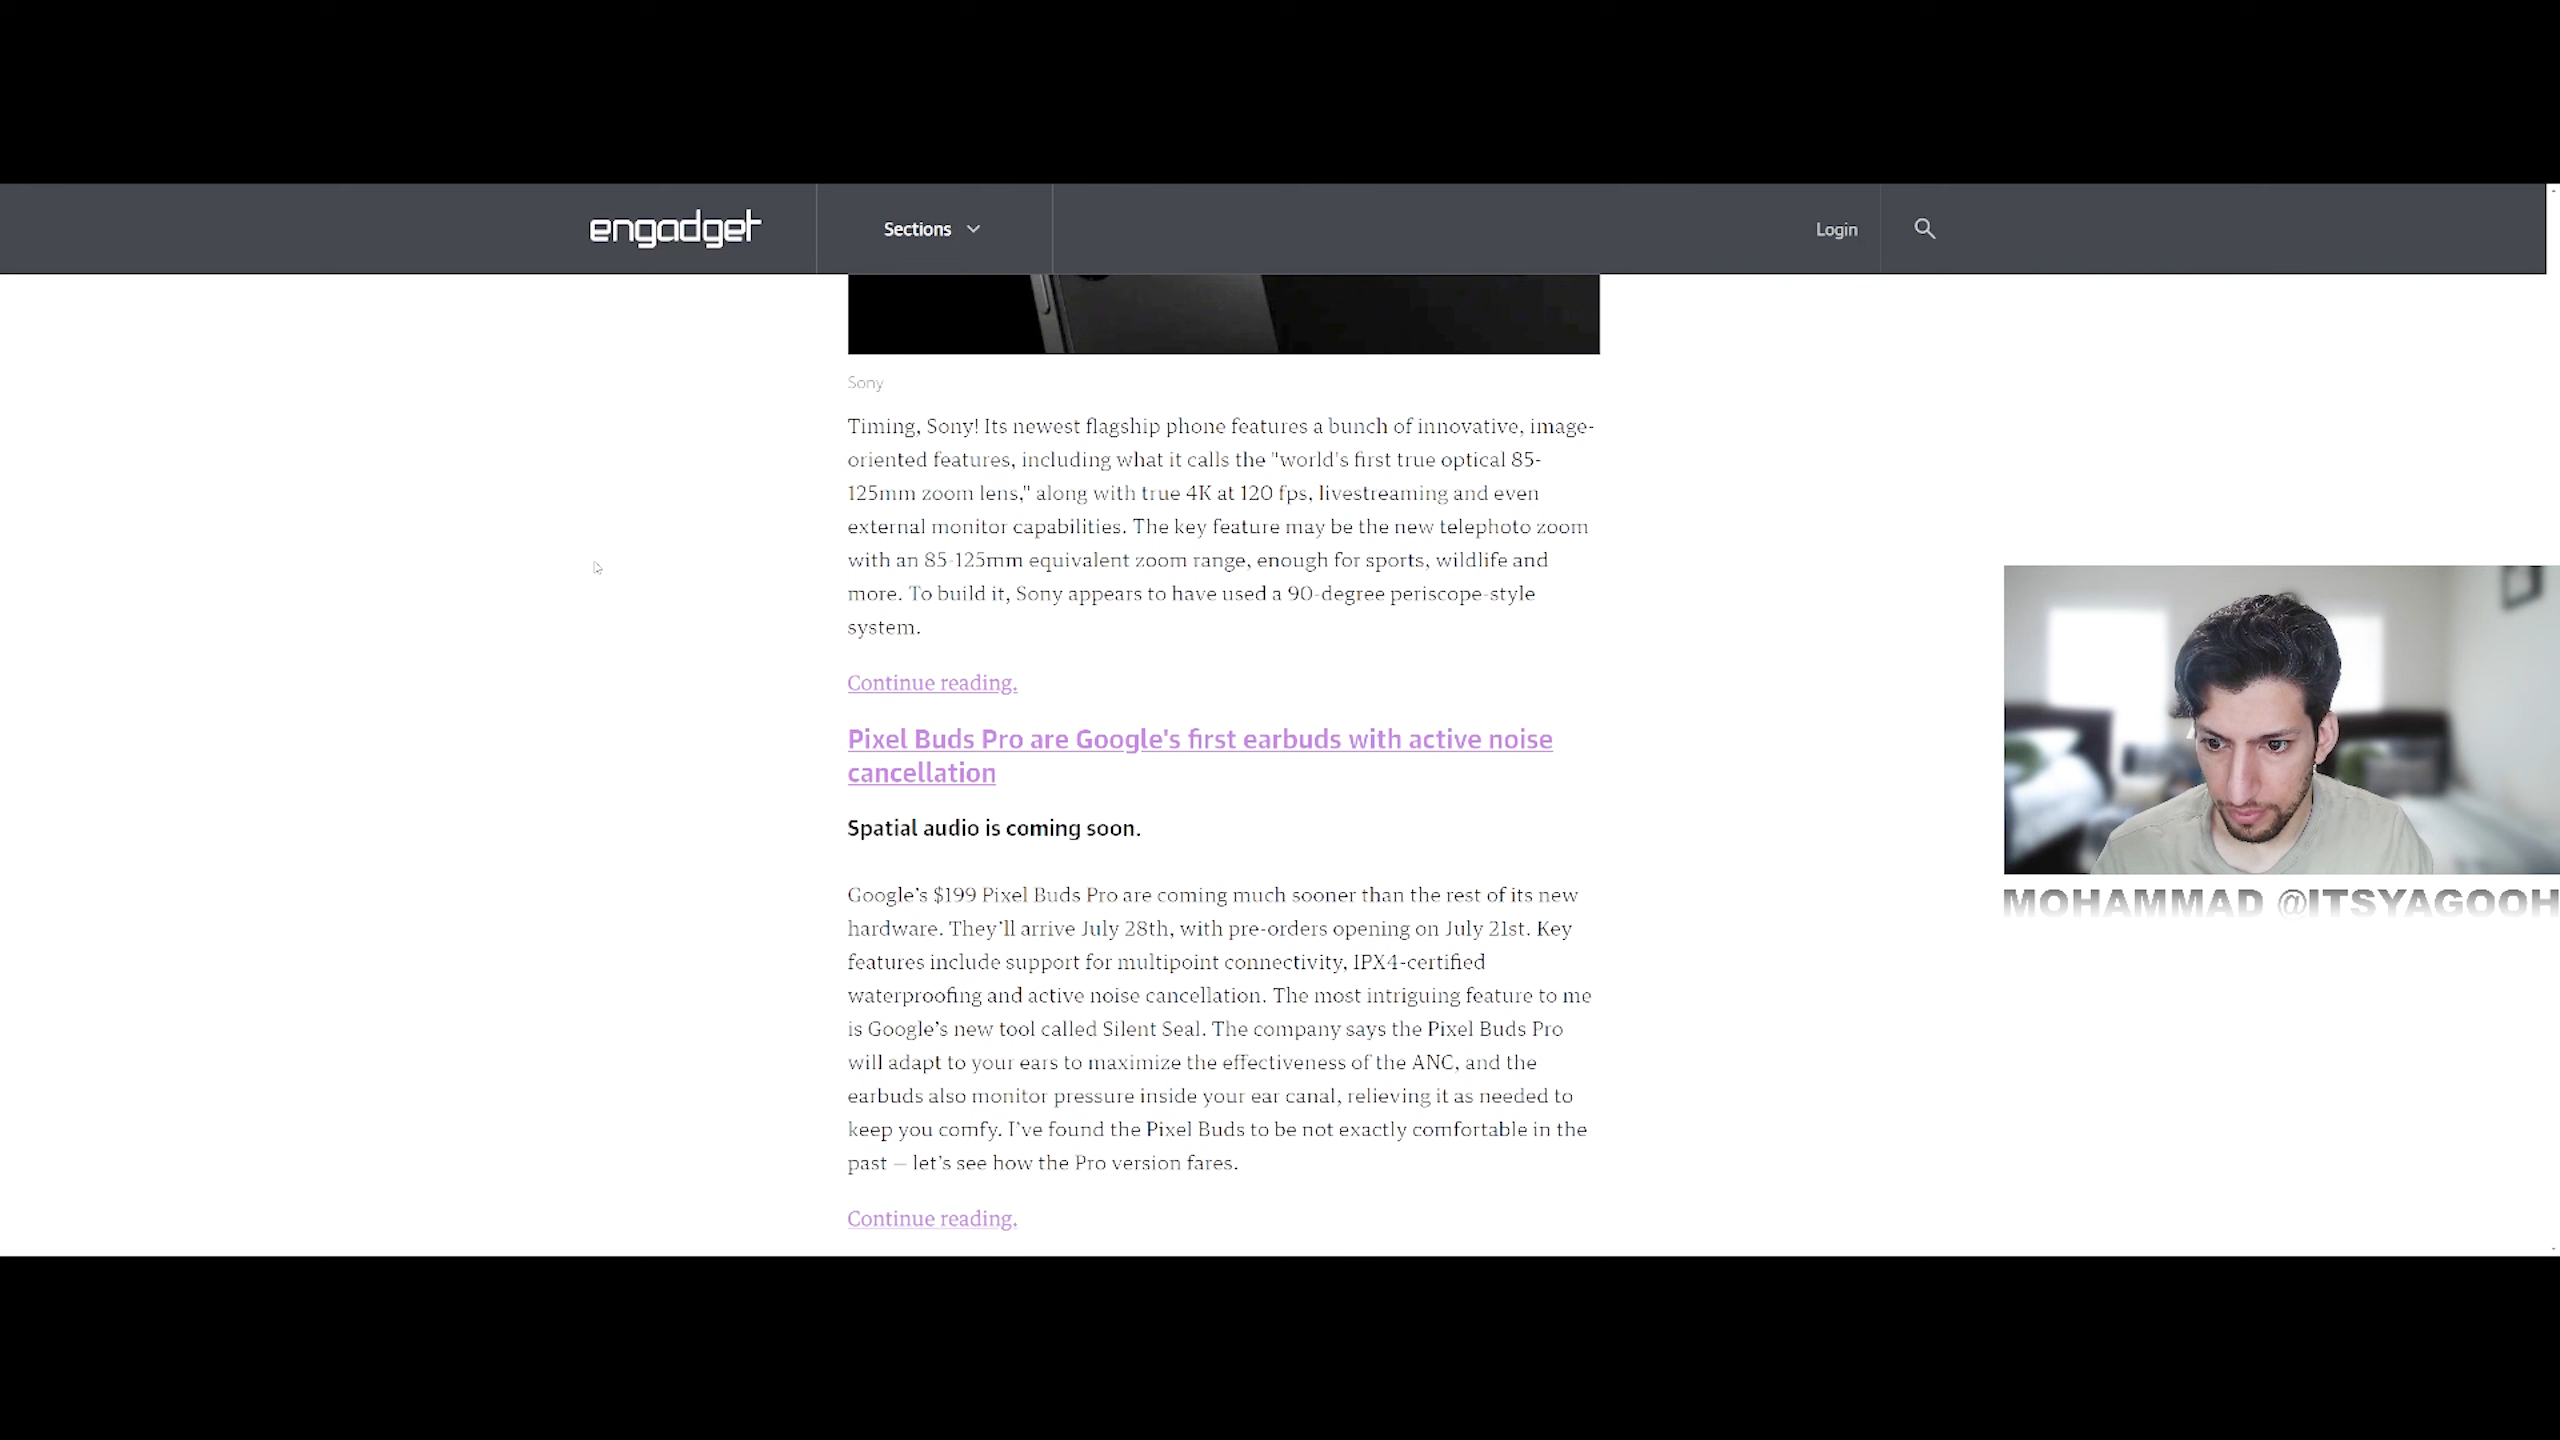 engadget
Sections
Login
Sony
Timing, Sony! Its newest flagship phone features a bunch of innovative, image-
oriented features, including what it calls the "world's first true optical 85-
125mm zoom lens," along with true 4K at 120 fps, livestreaming and even
external monitor capabilities. The key feature may be the new telephoto zoom
with an 85-125mm equivalent zoom range, enough for sports, wildlife and
more. To build it, Sony appears to have used a 90-degree periscope-style
system.
Continue reading.
Pixel Buds Pro are Google's first earbuds with active noise
cancellation
Spatial audio is coming soon.
Google’s $199 Pixel Buds Pro are coming much sooner than the rest of its new
hardware. They’ll arrive July 28th, with pre-orders opening on July 21st. Key
features include support for multipoint connectivity, IPX4-certified
waterproofing and active noise cancellation. The most intriguing feature to me
is Google’s new tool called Silent Seal. The company says the Pixel Buds Pro
will adapt to your ears to maximize the effectiveness of the ANC, and the
earbuds also monitor pressure inside your ear canal, relieving it as needed to
keep you comfy. I’ve found the Pixel Buds to be not exactly comfortable in the
past – let’s see how the Pro version fares.
Continue reading.
MOHAMMAD @ITSYAGOOH